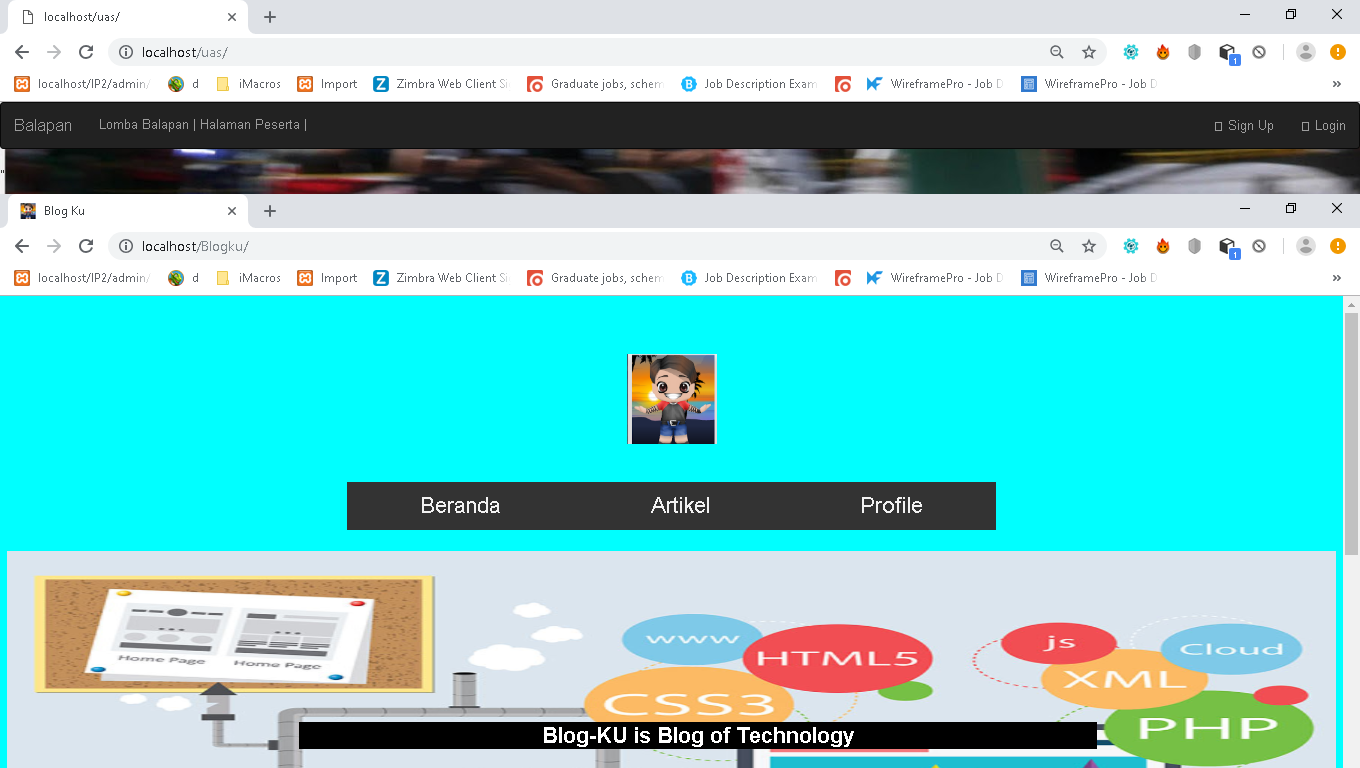 localhost/uas/
localhost/uas/
localhost/IP2/admin/ d iMacros Import Zimbra Web Client Si Graduate jobs, schem Job Description Exam WireframePro - Job D WireframePro - Job D »
Balapan Lomba Balapan | Halaman Peserta | Sign Up Login
"
Blog Ku
localhost/Blogku/
localhost/IP2/admin/ d iMacros Import Zimbra Web Client Si Graduate jobs, schem Job Description Exam WireframePro - Job D WireframePro - Job D »
Beranda Artikel Profile
Home Page Home Page
www
HTML5
CSS3
js
Cloud
XML
PHP
Blog-KU is Blog of Technology